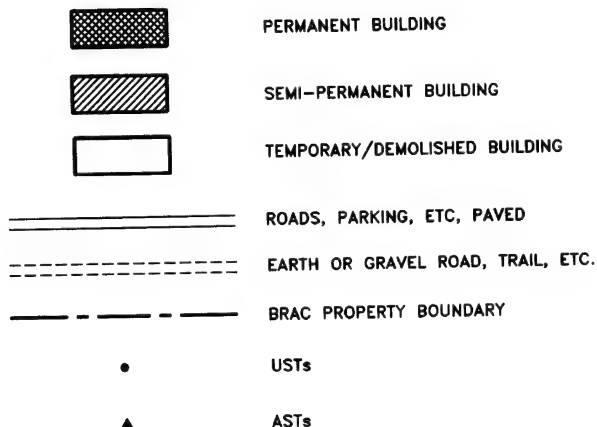 PERMANENT BUILDING
SEMI-PERMANENT BUILDING
TEMPORARY/DEMOLISHED BUILDING
ROADS, PARKING, ETC, PAVED
EARTH OR GRAVEL ROAD, TRAIL, ETC.
BRAC PROPERTY BOUNDARY
USTs
ASTs